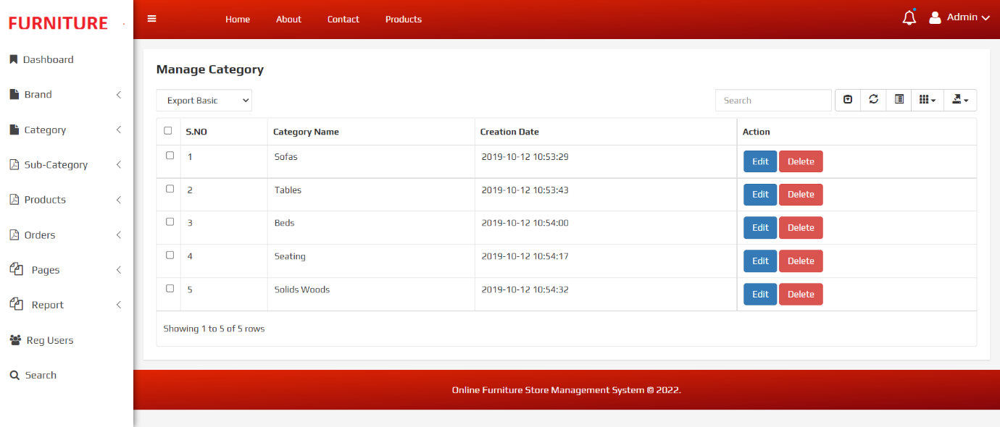 FURNITURE
Home About Contact Products
Admin
Dashboard
Brand
Category
Sub-Category
Products
Orders
Pages
Report
Reg Users
Search
Manage Category
Export Basic
Search
S.NO Category Name Creation Date Action
1 Sofas 2019-10-12 10:53:29 Edit Delete
2 Tables 2019-10-12 10:53:43 Edit Delete
3 Beds 2019-10-12 10:54:00 Edit Delete
4 Seating 2019-10-12 10:54:17 Edit Delete
5 Solids Woods 2019-10-12 10:54:32 Edit Delete
Showing 1 to 5 of 5 rows
Online Furniture Store Management System © 2022.